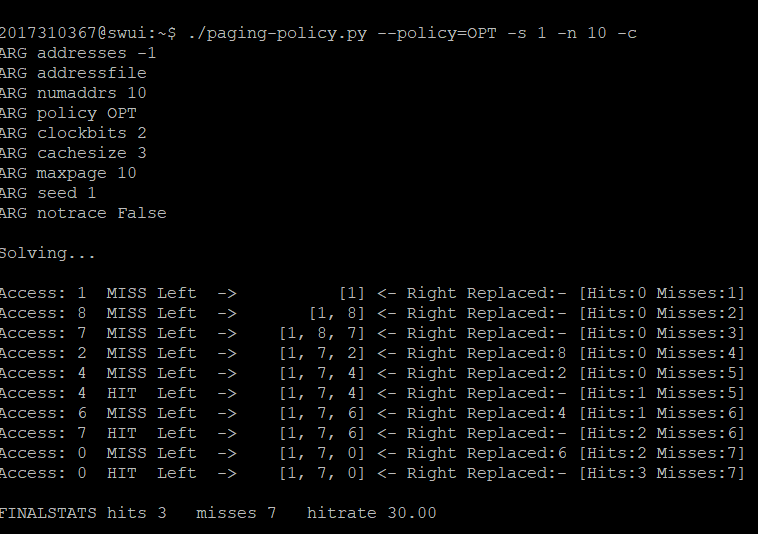 2017310367@swui:~$ ./paging-policy.py --policy=OPT -s 1 -n 10 -c
ARG addresses -1
ARG addressfile
ARG numaddrs 10
ARG policy OPT
ARG clockbits 2
ARG cachesize 3
ARG maxpage 10
ARG seed 1
ARG notrace False
Solving...
Access: 1  MISS Left  ->          [1] <- Right Replaced:- [Hits:0 Misses:1]
Access: 8  MISS Left  ->       [1, 8] <- Right Replaced:- [Hits:0 Misses:2]
Access: 7  MISS Left  ->    [1, 8, 7] <- Right Replaced:- [Hits:0 Misses:3]
Access: 2  MISS Left  ->    [1, 7, 2] <- Right Replaced:8 [Hits:0 Misses:4]
Access: 4  MISS Left  ->    [1, 7, 4] <- Right Replaced:2 [Hits:0 Misses:5]
Access: 4  HIT  Left  ->    [1, 7, 4] <- Right Replaced:- [Hits:1 Misses:5]
Access: 6  MISS Left  ->    [1, 7, 6] <- Right Replaced:4 [Hits:1 Misses:6]
Access: 7  HIT  Left  ->    [1, 7, 6] <- Right Replaced:- [Hits:2 Misses:6]
Access: 0  MISS Left  ->    [1, 7, 0] <- Right Replaced:6 [Hits:2 Misses:7]
Access: 0  HIT  Left  ->    [1, 7, 0] <- Right Replaced:- [Hits:3 Misses:7]
FINALSTATS hits 3   misses 7   hitrate 30.00